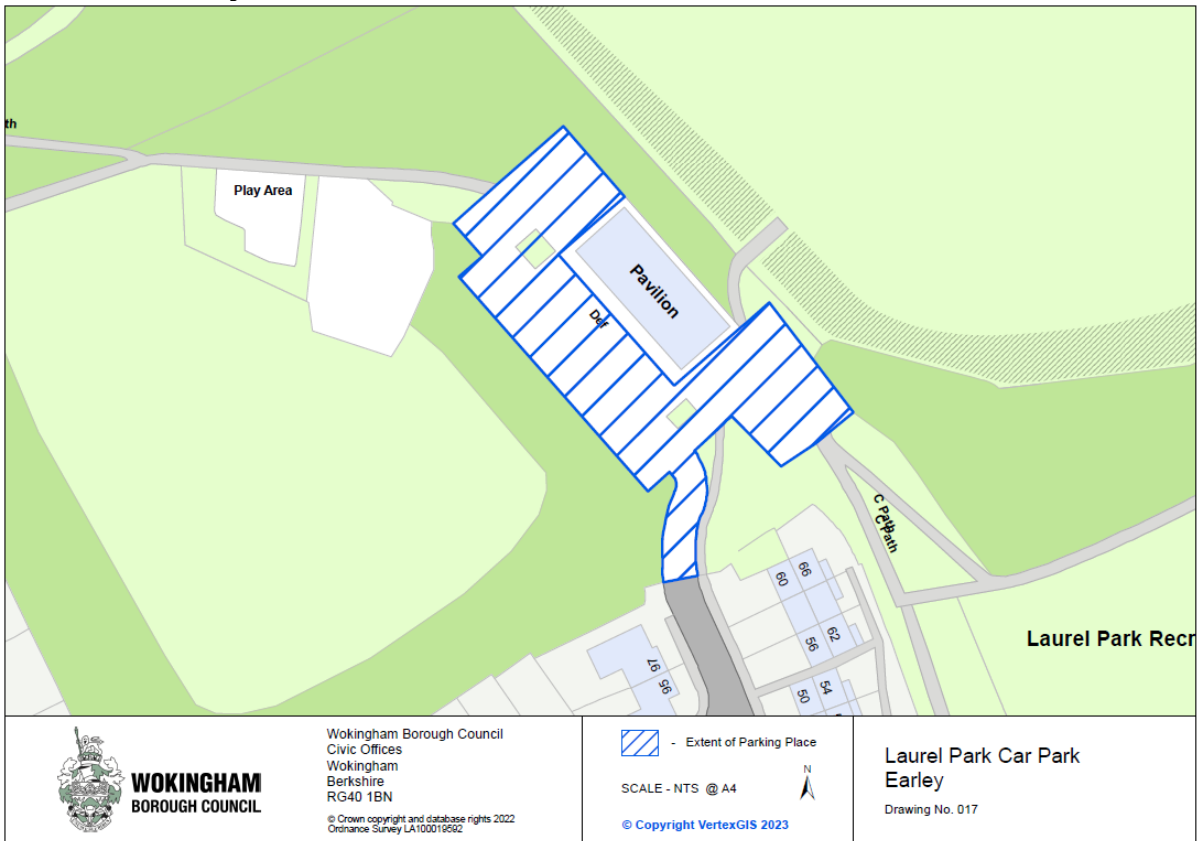 th
Play Area
Pavilion
Def
C Path
C Path
66
60
62
56
54
50
97
95
Laurel Park Recr
WOKINGHAM
BOROUGH COUNCIL
Wokingham Borough Council
Civic Offices
Wokingham
Berkshire
RG40 1BN
© Crown copyright and database rights 2022
Ordnance Survey LA100019592
- Extent of Parking Place
SCALE - NTS @ A4
N
© Copyright VertexGIS 2023
Laurel Park Car Park
Earley
Drawing No. 017